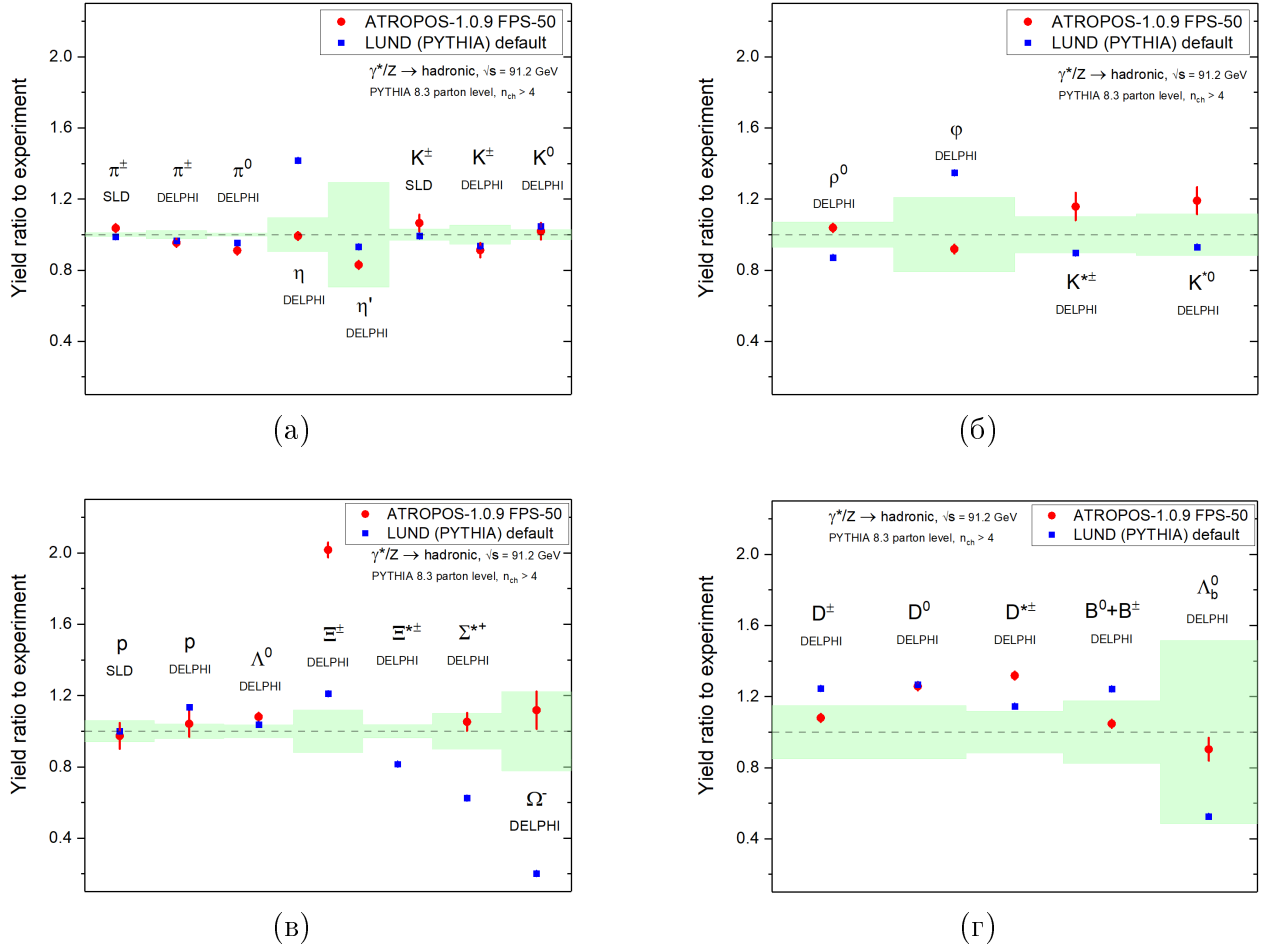 ATROPOS-1.0.9 FPS-50
LUND (PYTHIA) default
γ*/Z → hadronic, √s = 91.2 GeV
PYTHIA 8.3 parton level, n_ch > 4
Yield ratio to experiment
2.0
1.6
1.2
0.8
0.4
π± SLD
π± DELPHI
π⁰ DELPHI
η DELPHI
η' DELPHI
K± SLD
K± DELPHI
K⁰ DELPHI
(а)
ATROPOS-1.0.9 FPS-50
LUND (PYTHIA) default
γ*/Z → hadronic, √s = 91.2 GeV
PYTHIA 8.3 parton level, n_ch > 4
Yield ratio to experiment
2.0
1.6
1.2
0.8
0.4
ρ⁰ DELPHI
φ DELPHI
K*± DELPHI
K*⁰ DELPHI
(б)
ATROPOS-1.0.9 FPS-50
LUND (PYTHIA) default
γ*/Z → hadronic, √s = 91.2 GeV
PYTHIA 8.3 parton level, n_ch > 4
Yield ratio to experiment
2.0
1.6
1.2
0.8
0.4
p SLD
p DELPHI
Λ⁰ DELPHI
Ξ± DELPHI
Ξ*± DELPHI
Σ*⁺ DELPHI
Ω⁻ DELPHI
(в)
γ*/Z → hadronic, √s = 91.2 GeV
PYTHIA 8.3 parton level, n_ch > 4
ATROPOS-1.0.9 FPS-50
LUND (PYTHIA) default
Yield ratio to experiment
2.0
1.6
1.2
0.8
0.4
D± DELPHI
D⁰ DELPHI
D*± DELPHI
B⁰+B± DELPHI
Λ_b⁰ DELPHI
(г)